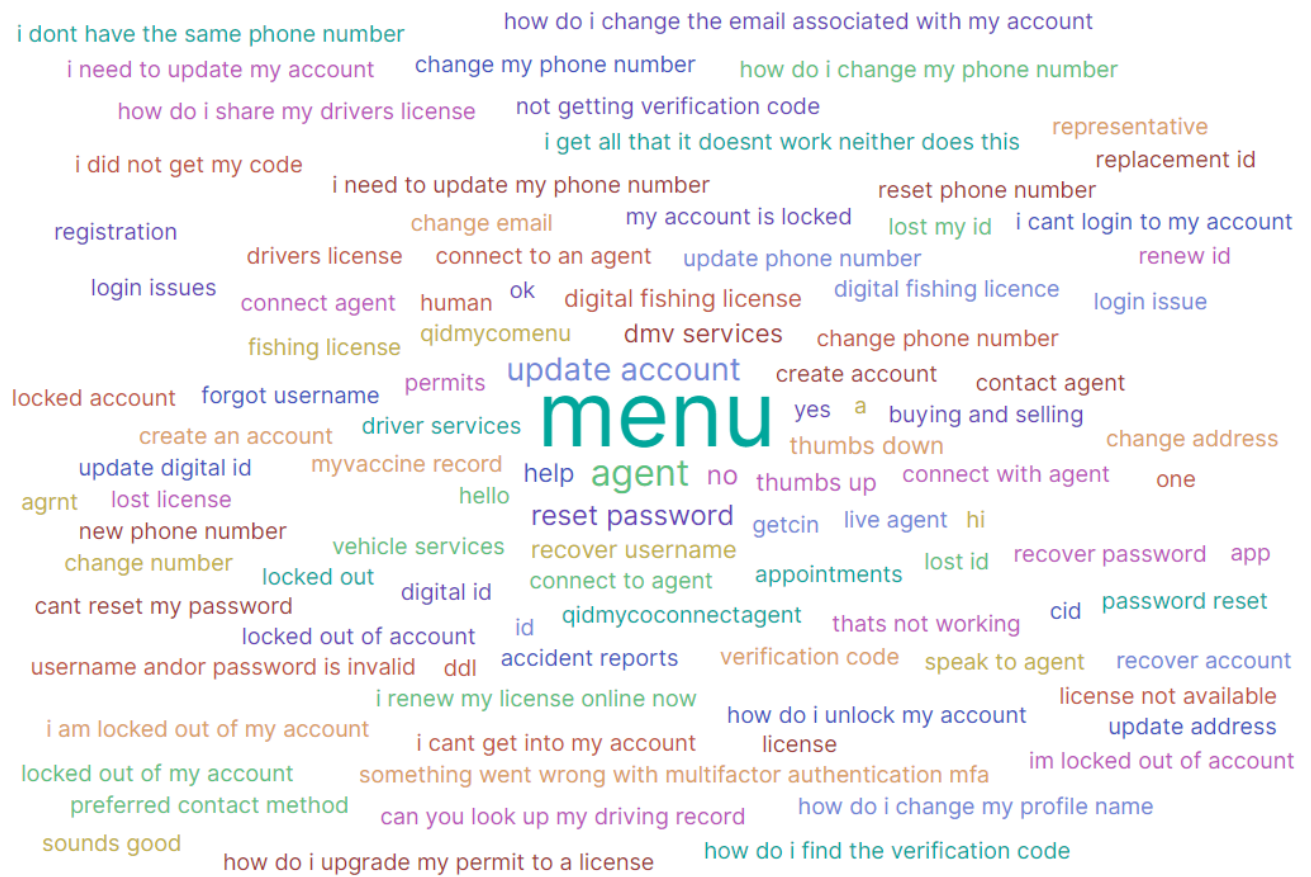 how do i change the email associated with my account
i dont have the same phone number
i need to update my account
change my phone number
how do i change my phone number
how do i share my drivers license
not getting verification code
representative
i get all that it doesnt work neither does this
i did not get my code
replacement id
i need to update my phone number
reset phone number
registration
change email
my account is locked
lost my id
i cant login to my account
drivers license
connect to an agent
update phone number
renew id
login issues
connect agent
human
ok
digital fishing license
digital fishing licence
login issue
fishing license
qidmycomenu
dmv services
change phone number
update account
locked account
forgot username
permits
create account
contact agent
menu
yes
a
buying and selling
create an account
driver services
thumbs down
change address
update digital id
myvaccine record
help
agent
no
thumbs up
connect with agent
one
agrnt
lost license
hello
new phone number
reset password
getcin
live agent
hi
change number
vehicle services
recover username
lost id
recover password
app
locked out
connect to agent
appointments
cant reset my password
digital id
qidmycoconnectagent
cid
password reset
locked out of account
id
thats not working
username andor password is invalid
ddl
accident reports
verification code
speak to agent
recover account
i renew my license online now
license not available
i am locked out of my account
how do i unlock my account
update address
i cant get into my account
license
im locked out of account
locked out of my account
something went wrong with multifactor authentication mfa
preferred contact method
can you look up my driving record
how do i change my profile name
sounds good
how do i upgrade my permit to a license
how do i find the verification code